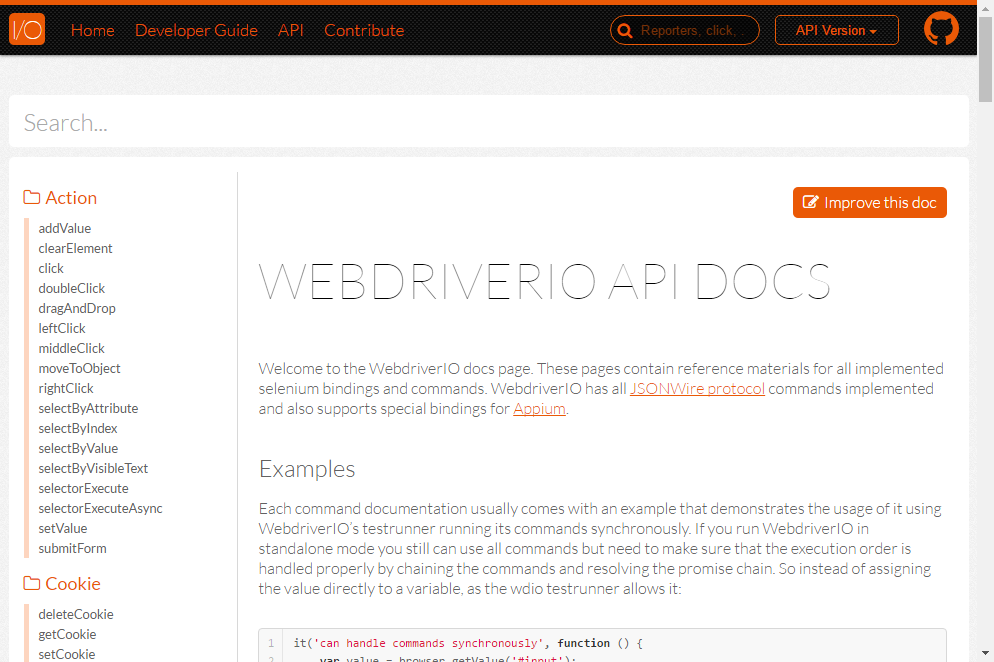 I/O Home Developer Guide API Contribute Reporters, click, . API Version
Search...
Action
addValue
clearElement
click
doubleClick
dragAndDrop
leftClick
middleClick
moveToObject
rightClick
selectByAttribute
selectByIndex
selectByValue
selectByVisibleText
selectorExecute
selectorExecuteAsync
setValue
submitForm
Cookie
deleteCookie
getCookie
setCookie
Improve this doc
WEBDRIVERIO API DOCS
Welcome to the WebdriverIO docs page. These pages contain reference materials for all implemented
selenium bindings and commands. WebdriverIO has all JSONWire protocol commands implemented
and also supports special bindings for Appium.
Examples
Each command documentation usually comes with an example that demonstrates the usage of it using
WebdriverIO's testrunner running its commands synchronously. If you run WebdriverIO in
standalone mode you still can use all commands but need to make sure that the execution order is
handled properly by chaining the commands and resolving the promise chain. So instead of assigning
the value directly to a variable, as the wdio testrunner allows it:
1 it('can handle commands synchronously', function () {
2 var value = browser.getValue('#input');